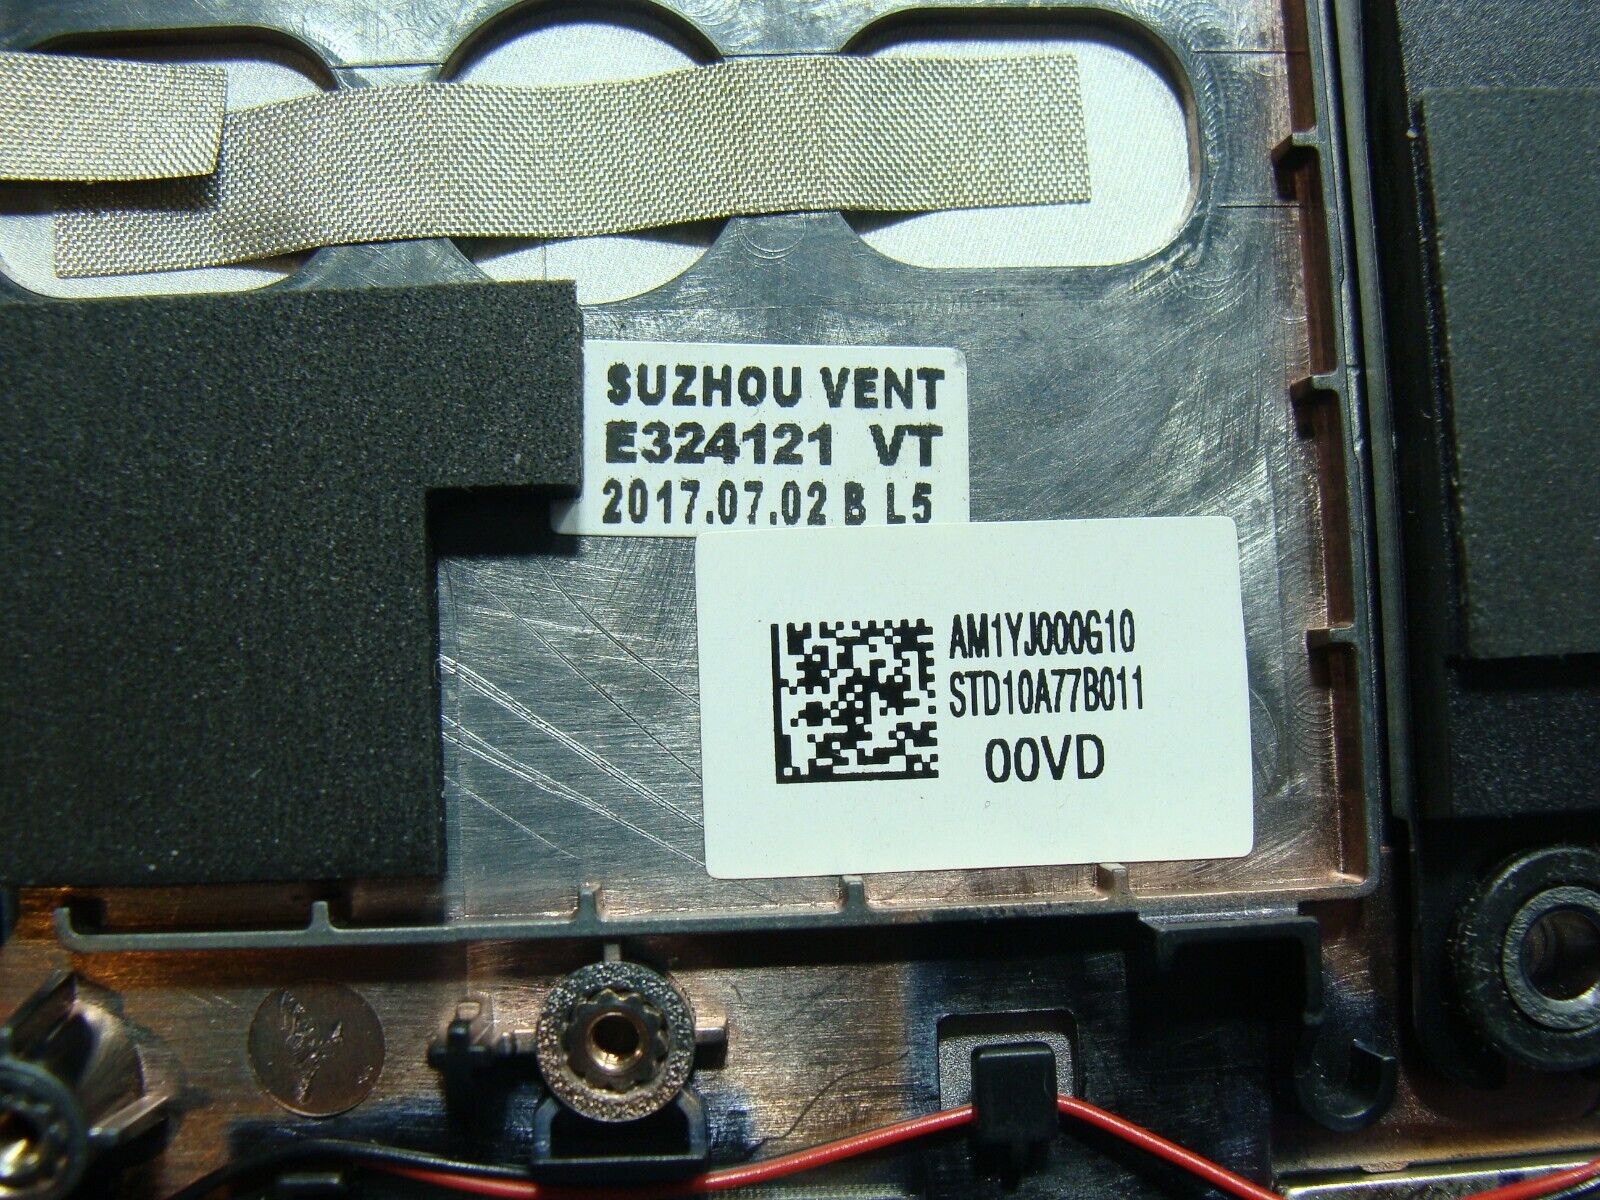 SUZHOU VENT
E324121 VT
2017.07.02 B L5
AM1YJ000G10
STD10A77B011
00VD